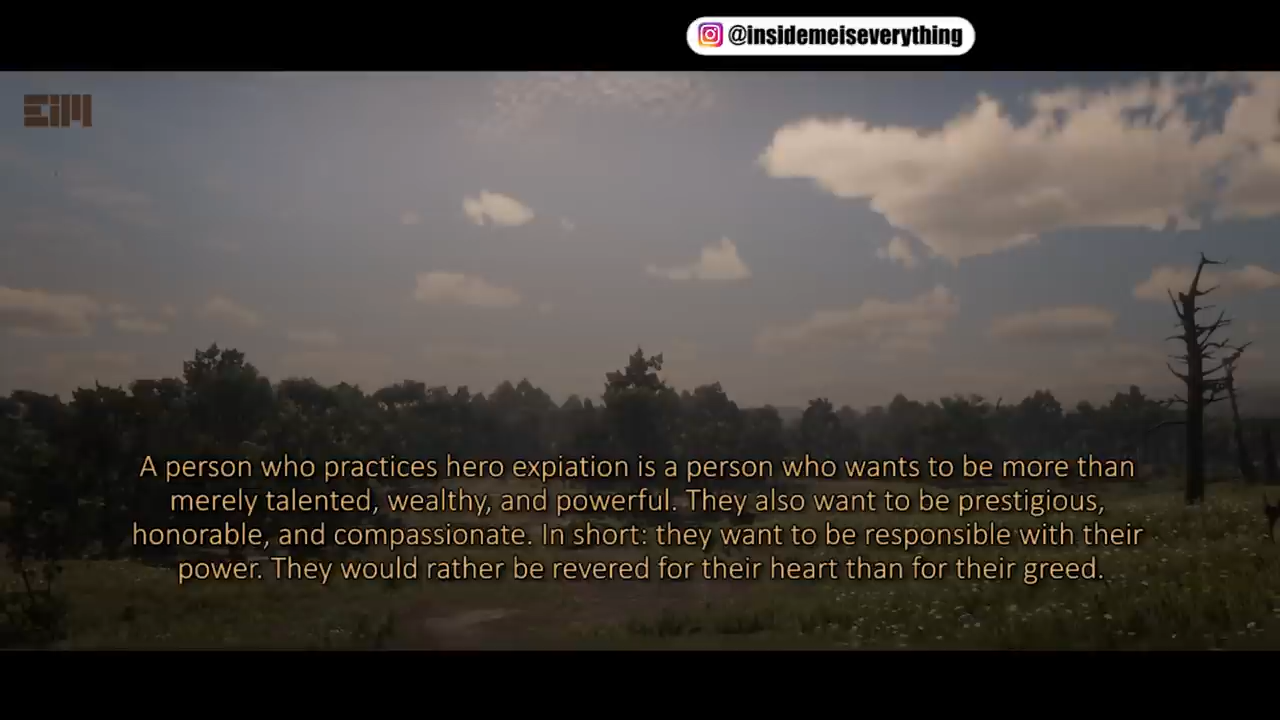 @insidemeiseverything
EiM
A person who practices hero expiation is a person who wants to be more than
merely talented, wealthy, and powerful. They also want to be prestigious,
honorable, and compassionate. In short: they want to be responsible with their
power. They would rather be revered for their heart than for their greed.